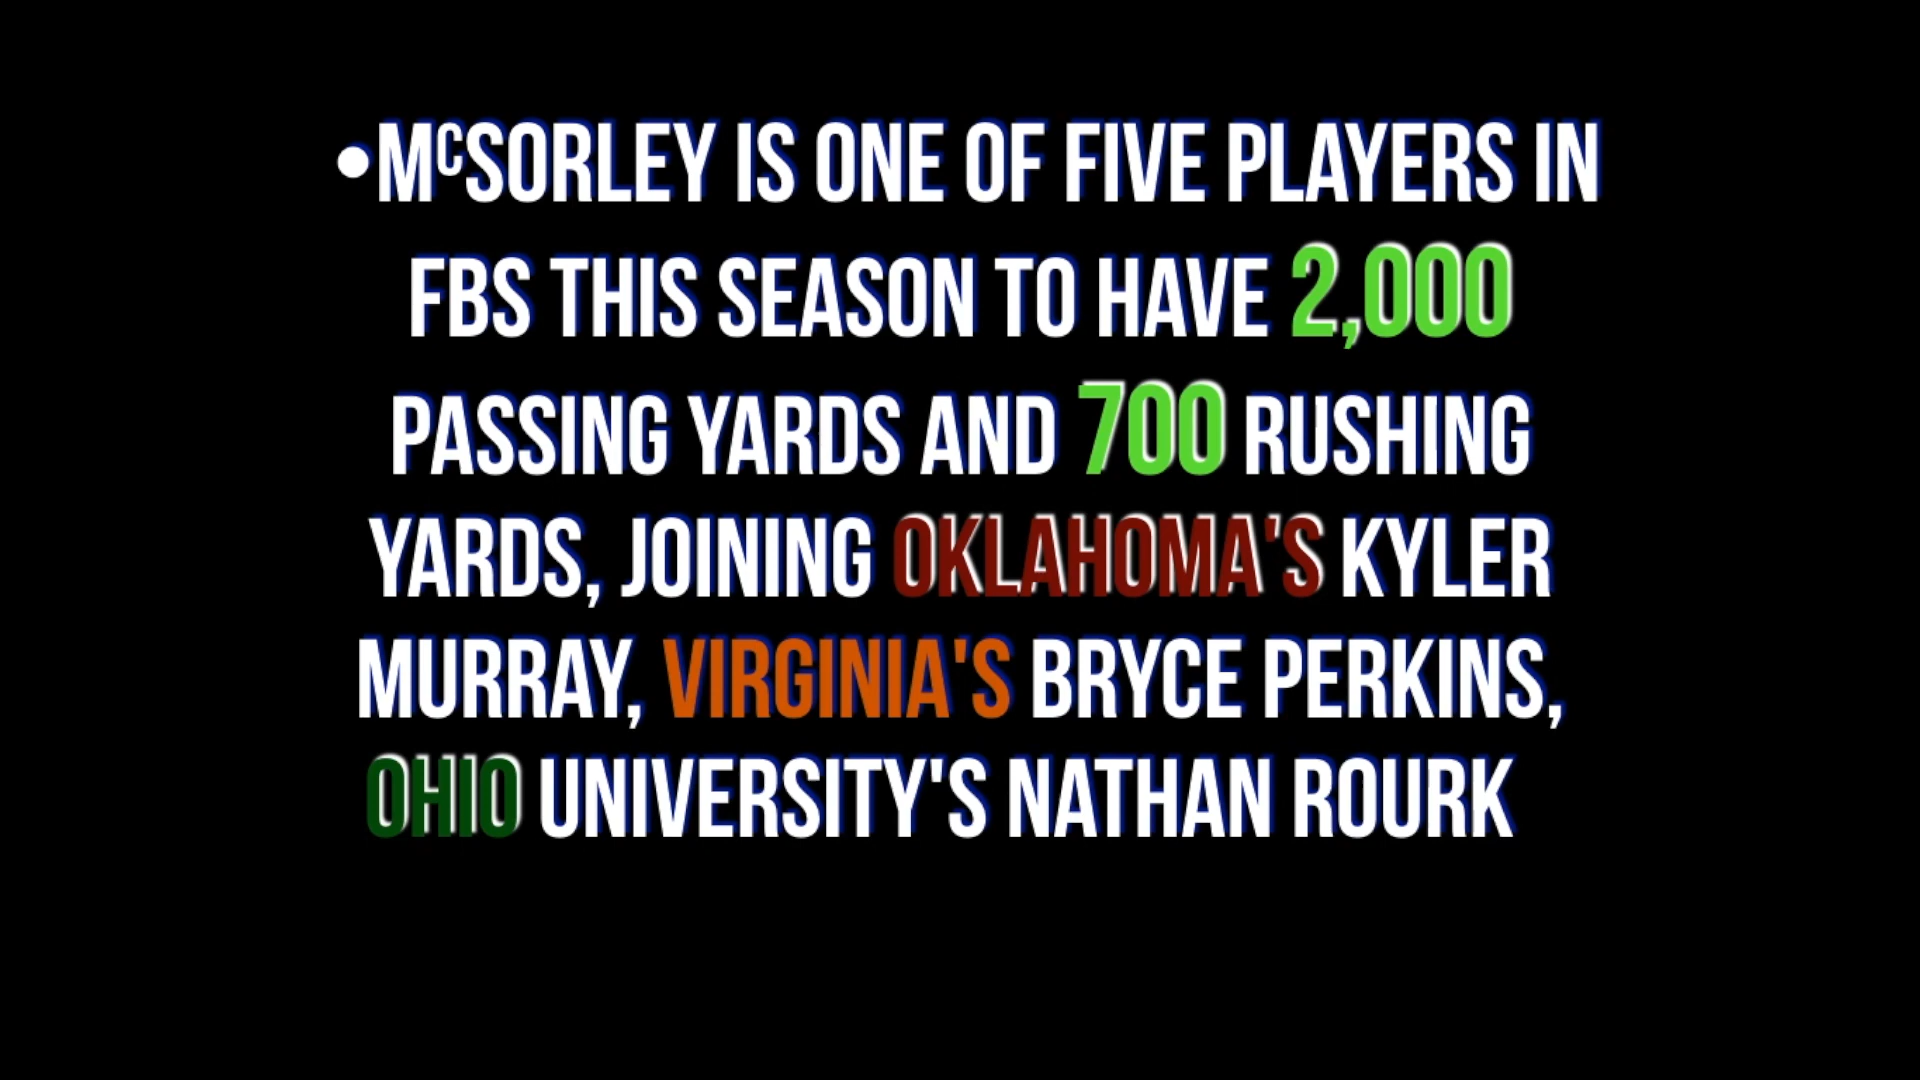 •McSORLEY IS ONE OF FIVE PLAYERS IN
FBS THIS SEASON TO HAVE 2,000
PASSING YARDS AND 700 RUSHING
YARDS, JOINING OKLAHOMA'S KYLER
MURRAY, VIRGINIA'S BRYCE PERKINS,
OHIO UNIVERSITY'S NATHAN ROURK